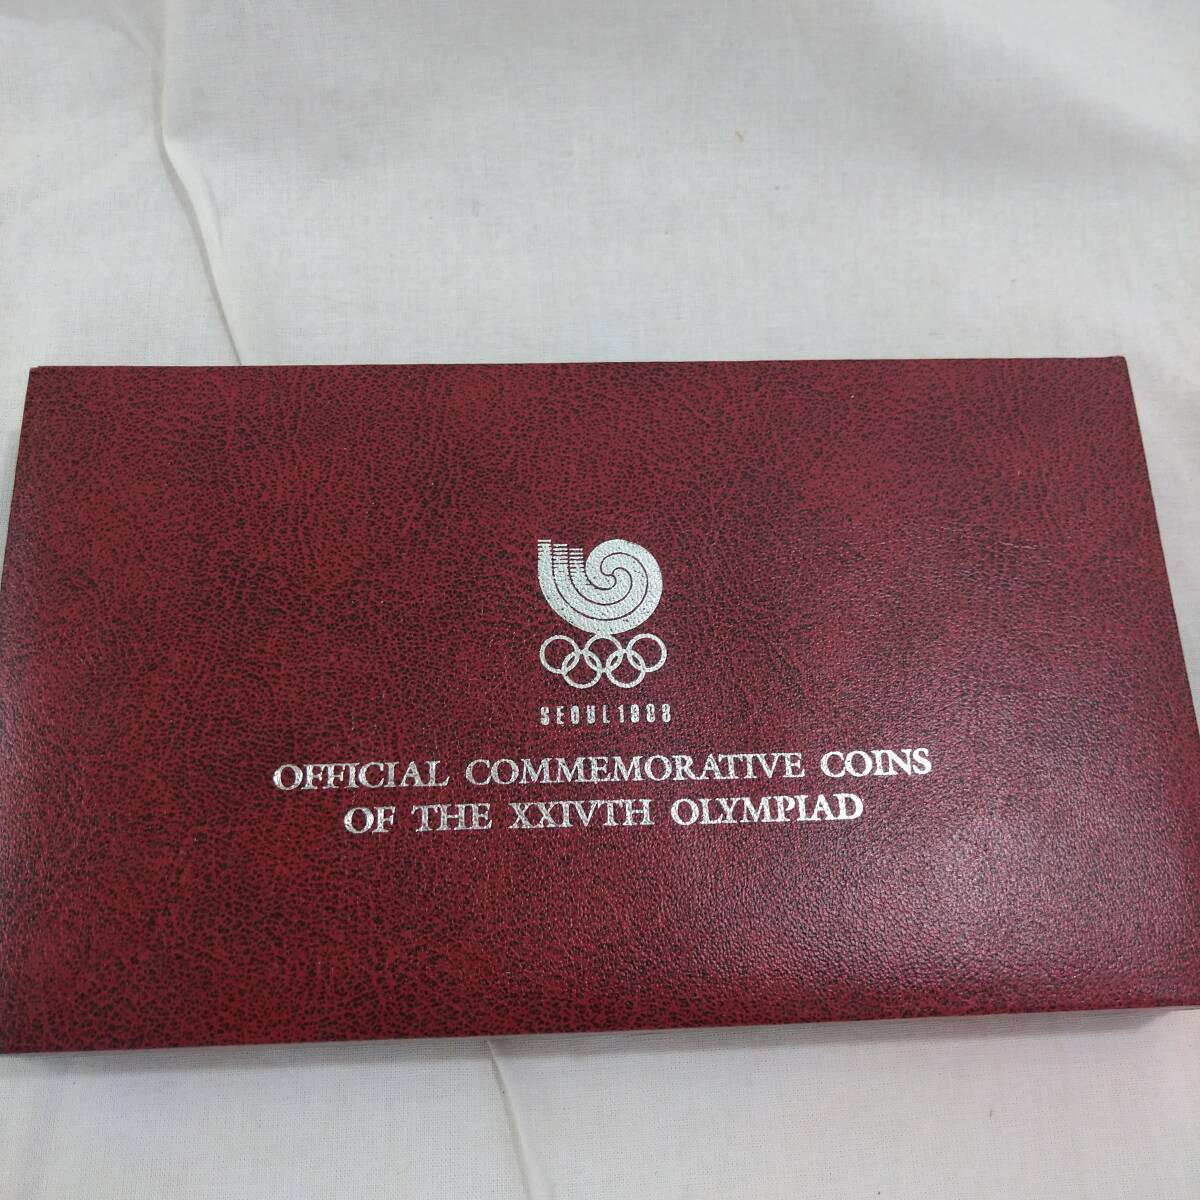 SEOUL 1988
OFFICIAL COMMEMORATIVE COINS
OF THE XXIVTH OLYMPIAD